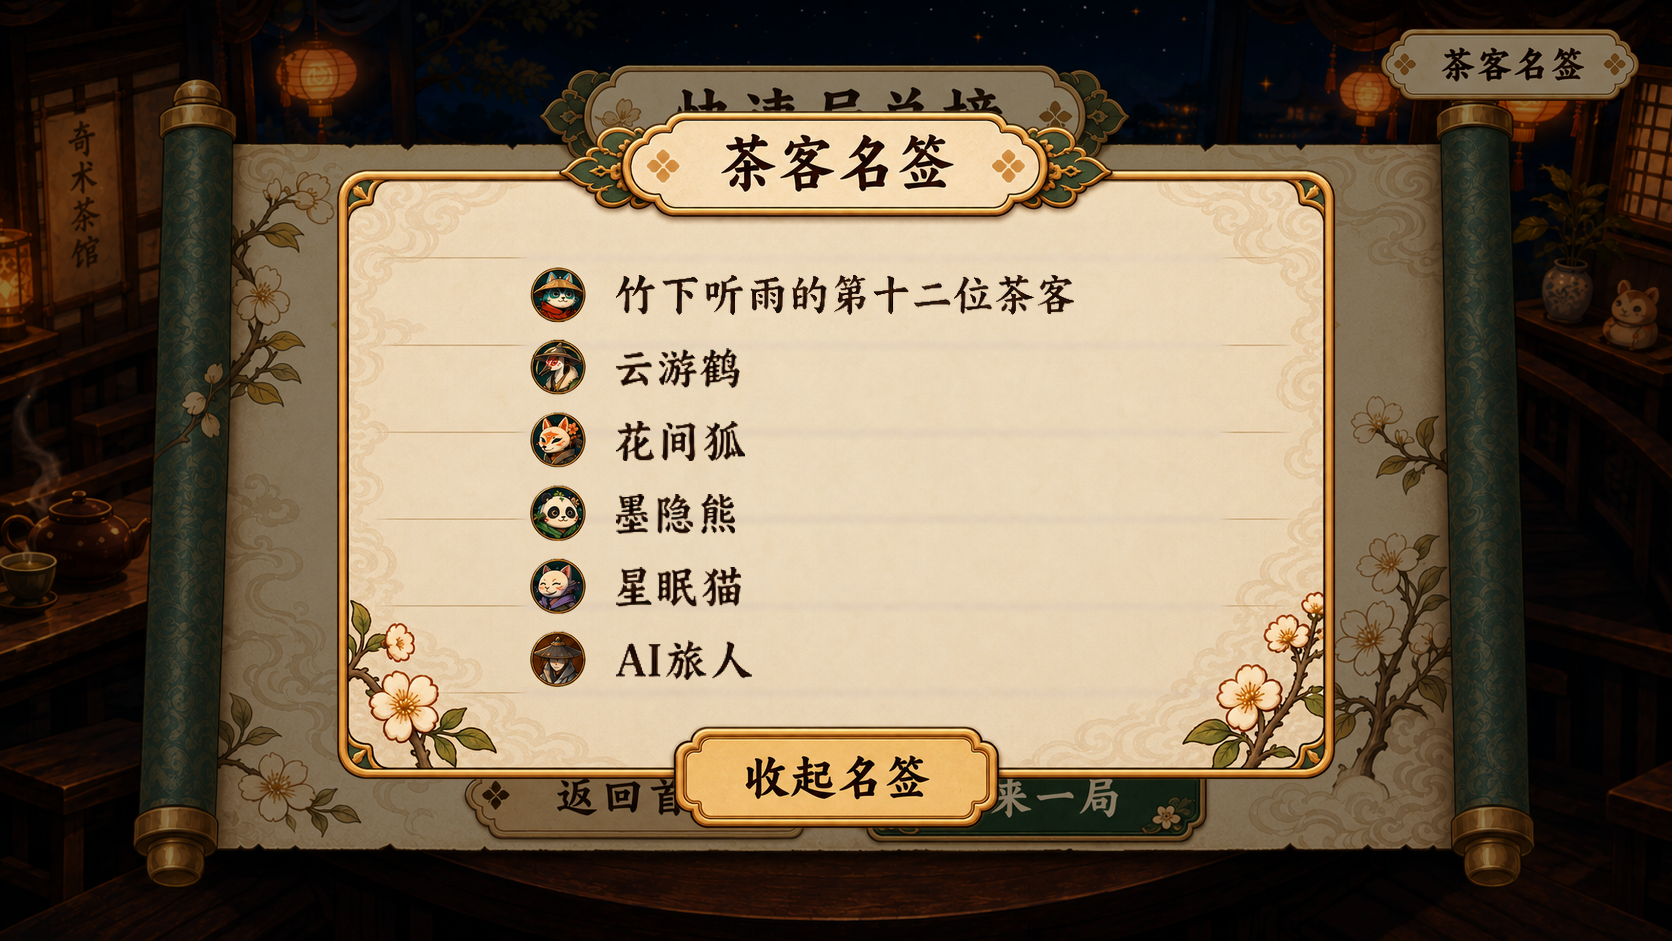 茶客名签
奇术茶馆
茶客名签
竹下听雨的第十二位茶客
云游鹤
花间狐
墨隐熊
星眠猫
AI旅人
收起名签
返回首
来一局